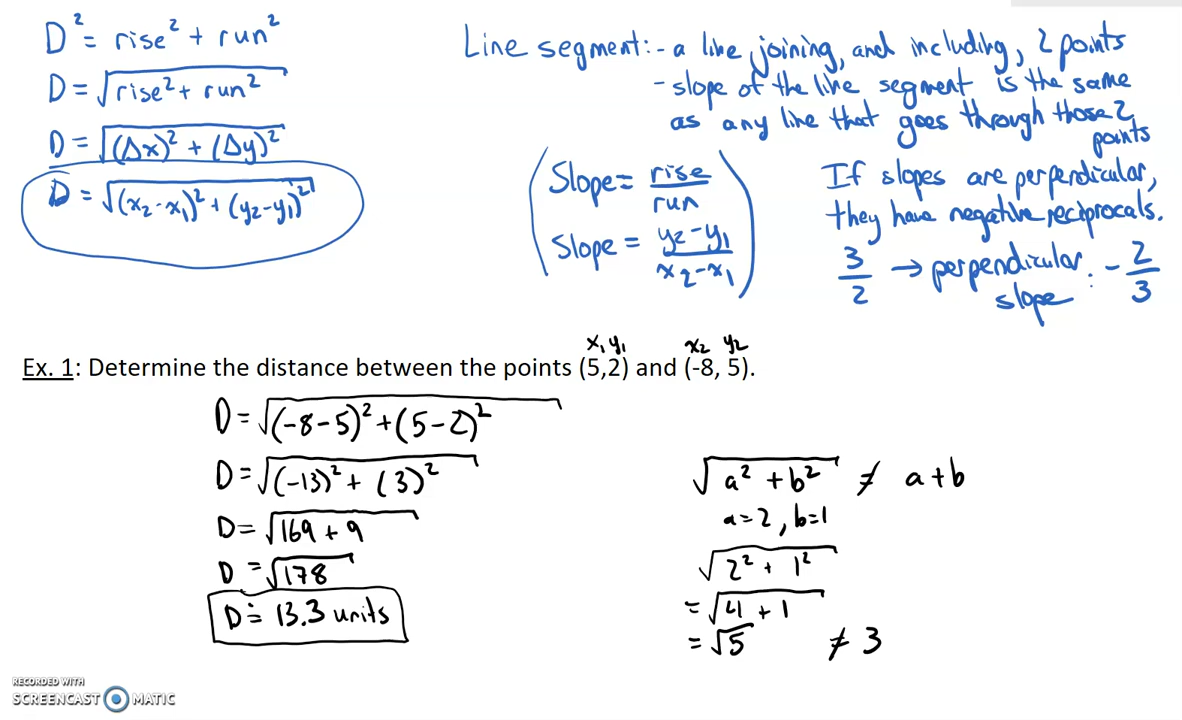 D² = rise² + run²
D = √(rise² + run²)
D = √((Δx)² + (Δy)²)
D = √((x₂-x₁)² + (y₂-y₁)²)
Line segment: - a line joining, and including, 2 points
- slope of the line segment is the same
as any line that goes through those 2
points
Slope = rise/run
Slope = (y₂-y₁)/(x₂-x₁)
If slopes are perpendicular,
they have negative reciprocals.
3/2 → perpendicular slope: -2/3
x₁ y₁ x₂ y₂
Ex. 1: Determine the distance between the points (5,2) and (-8, 5).
D = √((-8-5)² + (5-2)²)
D = √((-13)² + (3)²)
D = √(169 + 9)
D = √178
D ≐ 13.3 units
√(a² + b²) ≠ a+b
a=2, b=1
√(2² + 1²)
= √(4 + 1)
= √5 ≠ 3
RECORDED WITH
SCREENCAST MATIC